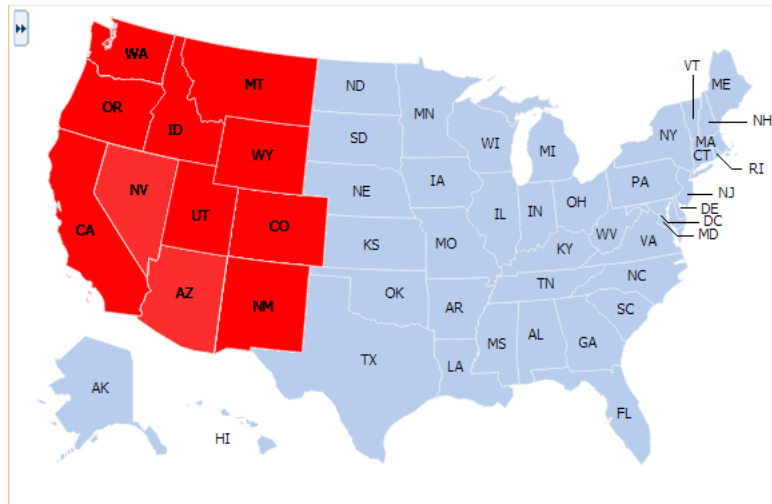 VT
WA
ME
MT
ND
OR
MN
NH
ID
SD
WI
NY
MA
WY
MI
CT
RI
NV
NE
IA
PA
NJ
UT
IL
IN
OH
DE
CA
CO
DC
KS
MO
WV
VA
MD
KY
AZ
NM
OK
TN
NC
AR
SC
TX
MS
AL
GA
LA
AK
FL
HI